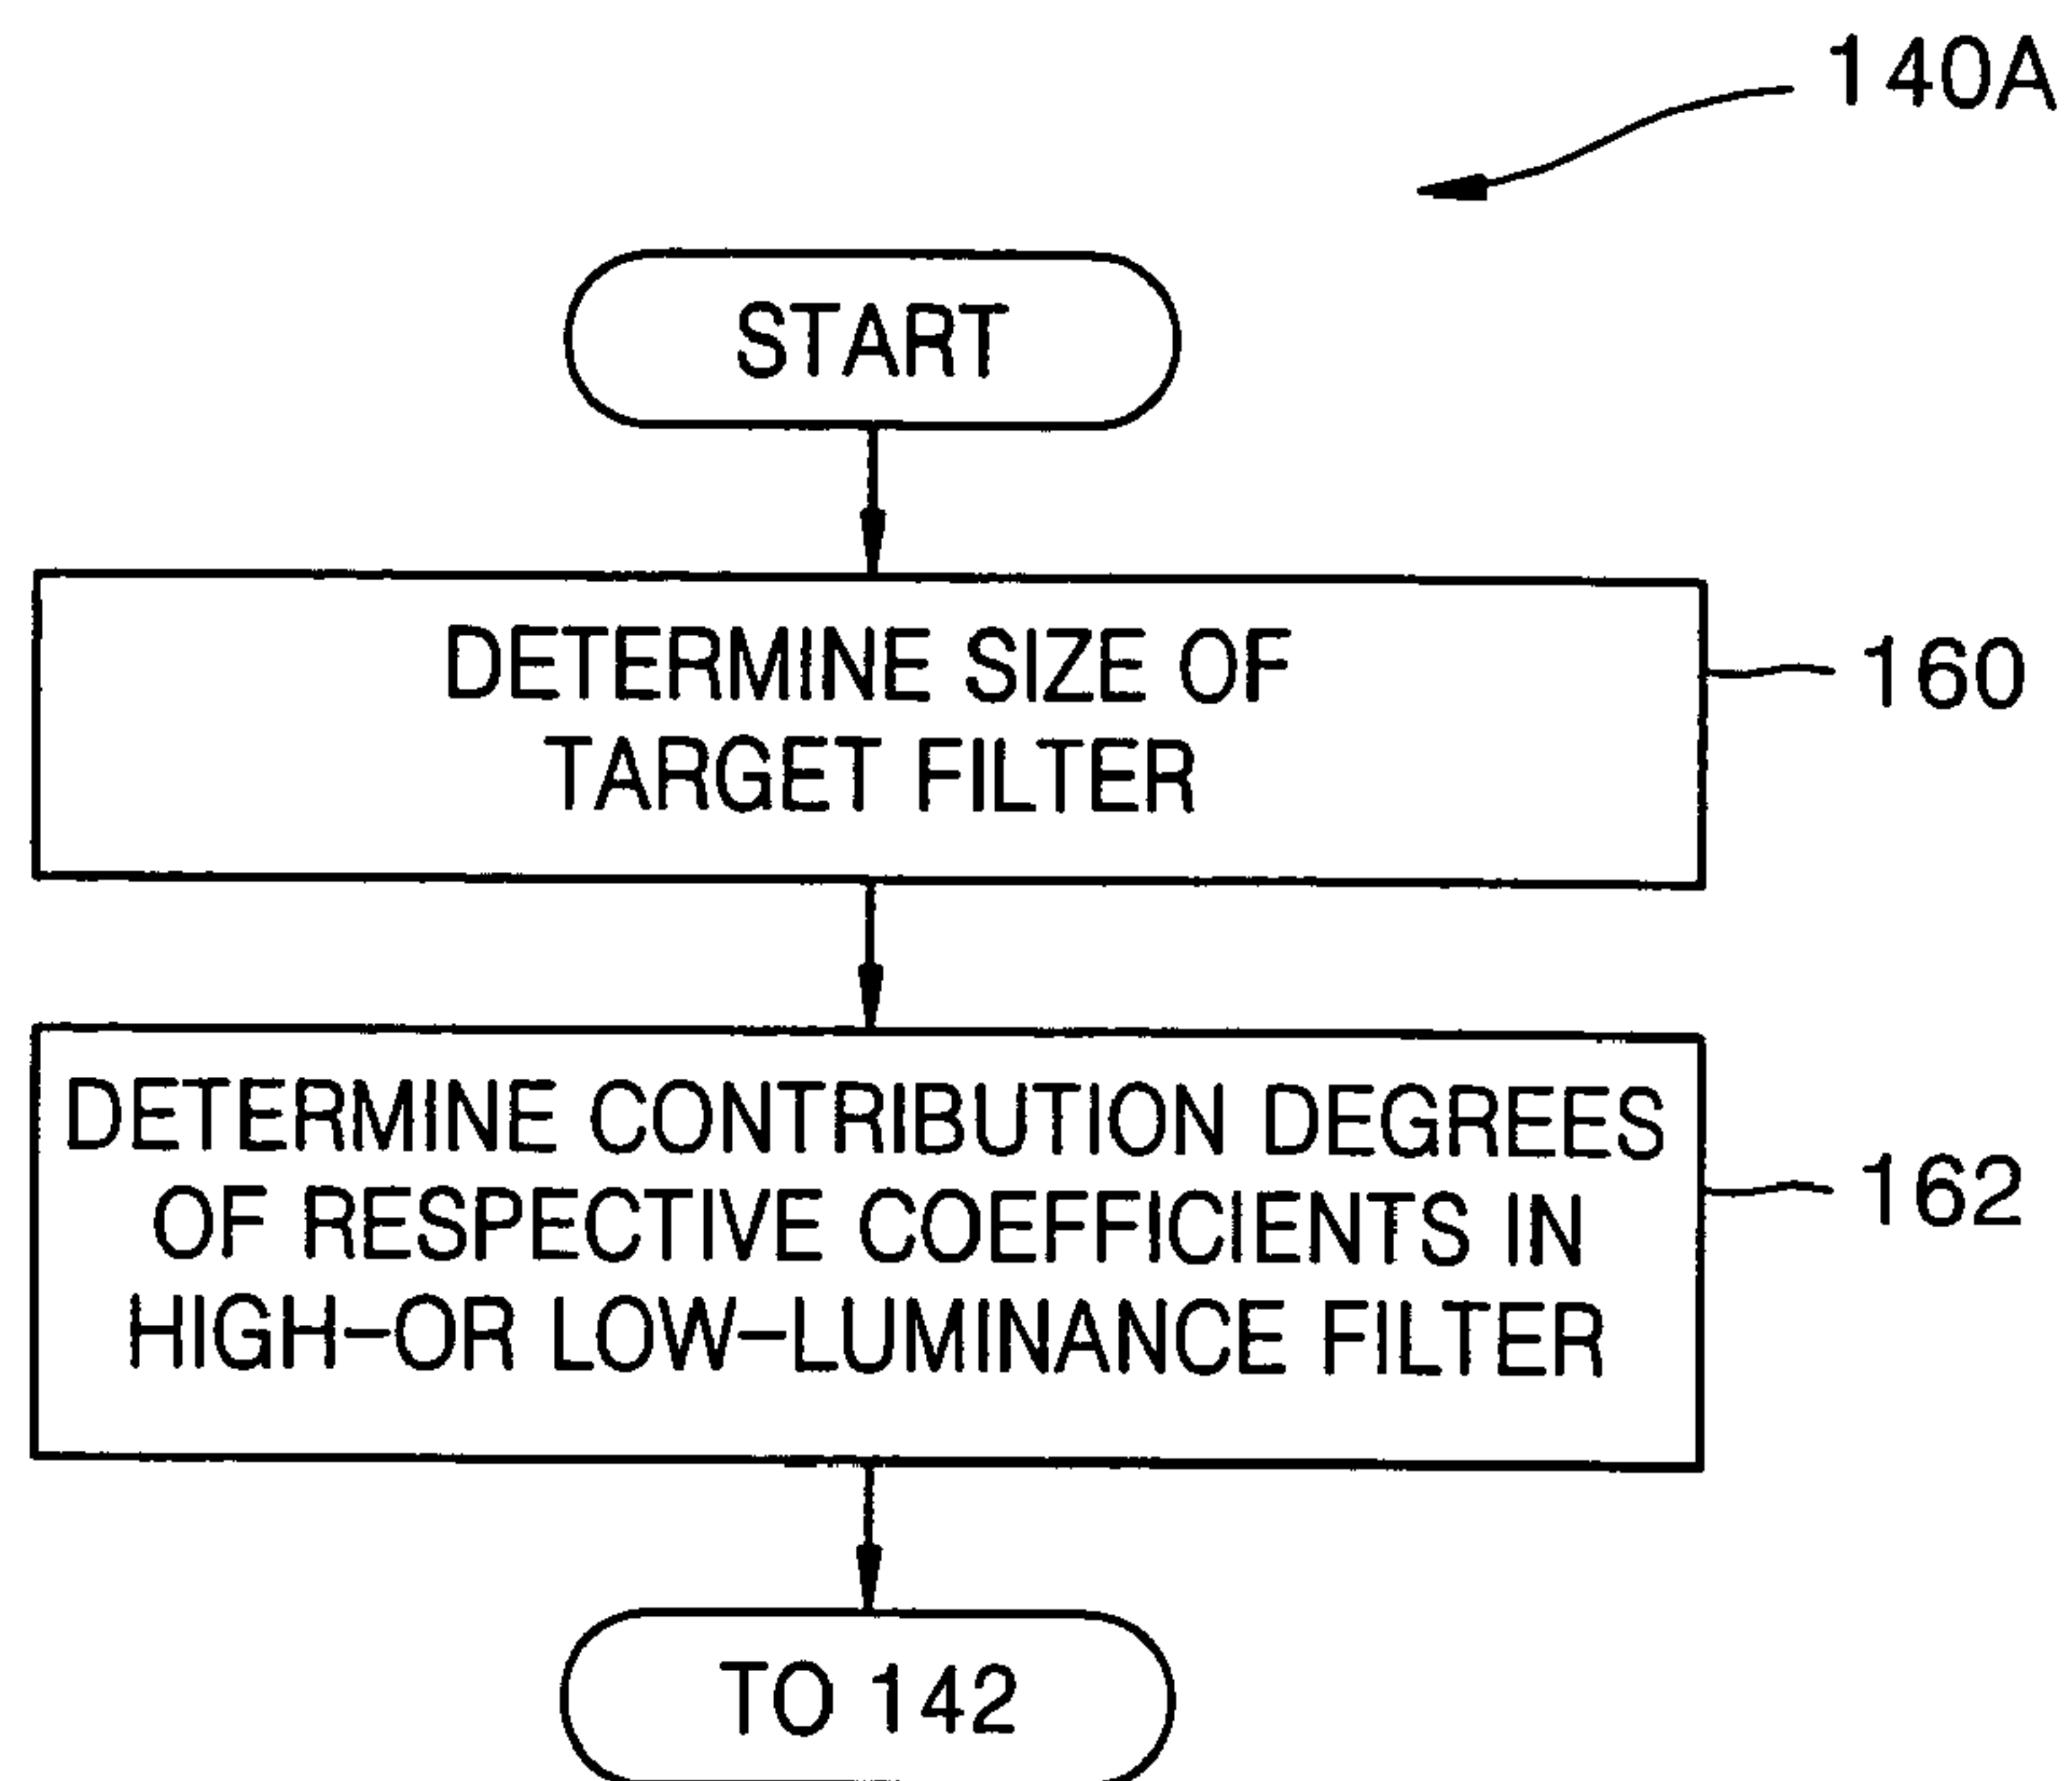 140A
START
DETERMINE SIZE OF
TARGET FILTER
160
DETERMINE CONTRIBUTION DEGREES
OF RESPECTIVE COEFFICIENTS IN
HIGH-OR LOW-LUMINANCE FILTER
162
TO 142